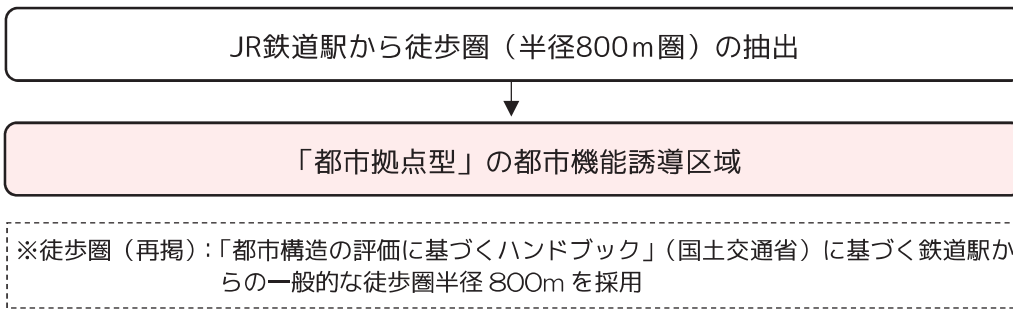 JR鉄道駅から徒歩圏（半径800ｍ圏）の抽出
「都市拠点型」の都市機能誘導区域
※徒歩圏（再掲）：「都市構造の評価に基づくハンドブック」（国土交通省）に基づく鉄道駅か
らの一般的な徒歩圏半径 800m を採用